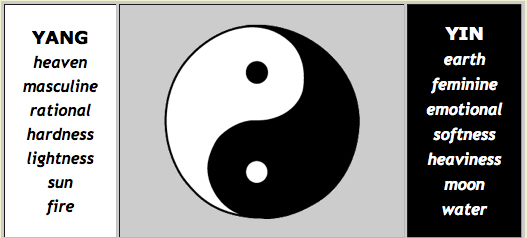 YANG
heaven
masculine
rational
hardness
lightness
sun
fire
YIN
earth
feminine
emotional
softness
heaviness
moon
water